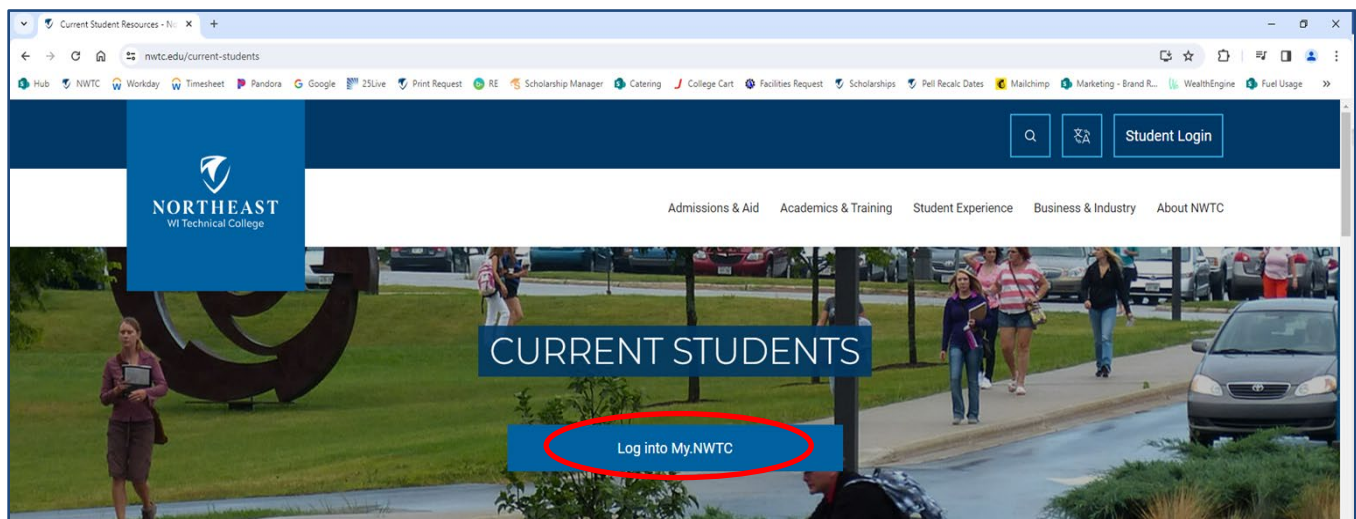 Current Student Resources - No
nwtc.edu/current-students
Hub NWTC Workday Timesheet Pandora Google 25Live Print Request RE Scholarship Manager Catering College Cart Facilities Request Scholarships Pell Recalc Dates Mailchimp Marketing - Brand R... WealthEngine Fuel Usage
Student Login
NORTHEAST
WI Technical College
Admissions & Aid Academics & Training Student Experience Business & Industry About NWTC
CURRENT STUDENTS
Log into My.NWTC